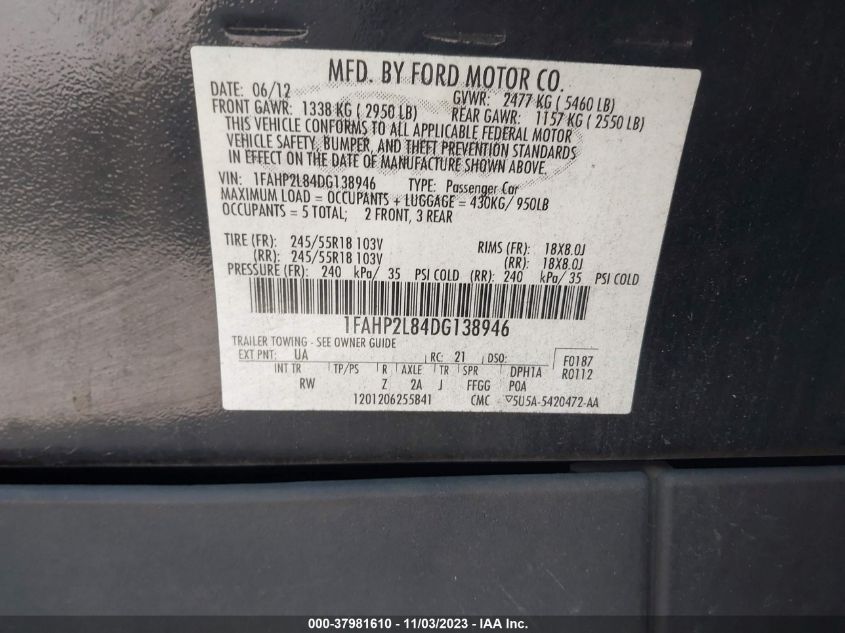 MFD. BY FORD MOTOR CO.
DATE: 06/12 GVWR: 2477 KG ( 5460 LB)
FRONT GAWR: 1338 KG ( 2950 LB) REAR GAWR: 1157 KG ( 2550 LB)
THIS VEHICLE CONFORMS TO ALL APPLICABLE FEDERAL MOTOR
VEHICLE SAFETY, BUMPER, AND THEFT PREVENTION STANDARDS
IN EFFECT ON THE DATE OF MANUFACTURE SHOWN ABOVE.
VIN: 1FAHP2L84DG138946 TYPE: Passenger Car
MAXIMUM LOAD = OCCUPANTS + LUGGAGE = 430KG/ 950LB
OCCUPANTS = 5 TOTAL; 2 FRONT, 3 REAR
TIRE (FR): 245/55R18 103V RIMS (FR): 18X8.0J
(RR): 245/55R18 103V (RR): 18X8.0J
PRESSURE (FR): 240 kPa/ 35 PSI COLD (RR): 240 kPa/ 35 PSI COLD
1FAHP2L84DG138946
TRAILER TOWING - SEE OWNER GUIDE
EXT PNT: UA RC: 21 DSO: F0187
INT TR TP/PS R AXLE TR SPR DPH1A R0112
RW Z 2A J FFGG POA
1201206255B41 CMC ▽5U5A-5420472-AA
000-37981610 - 11/03/2023 - IAA Inc.